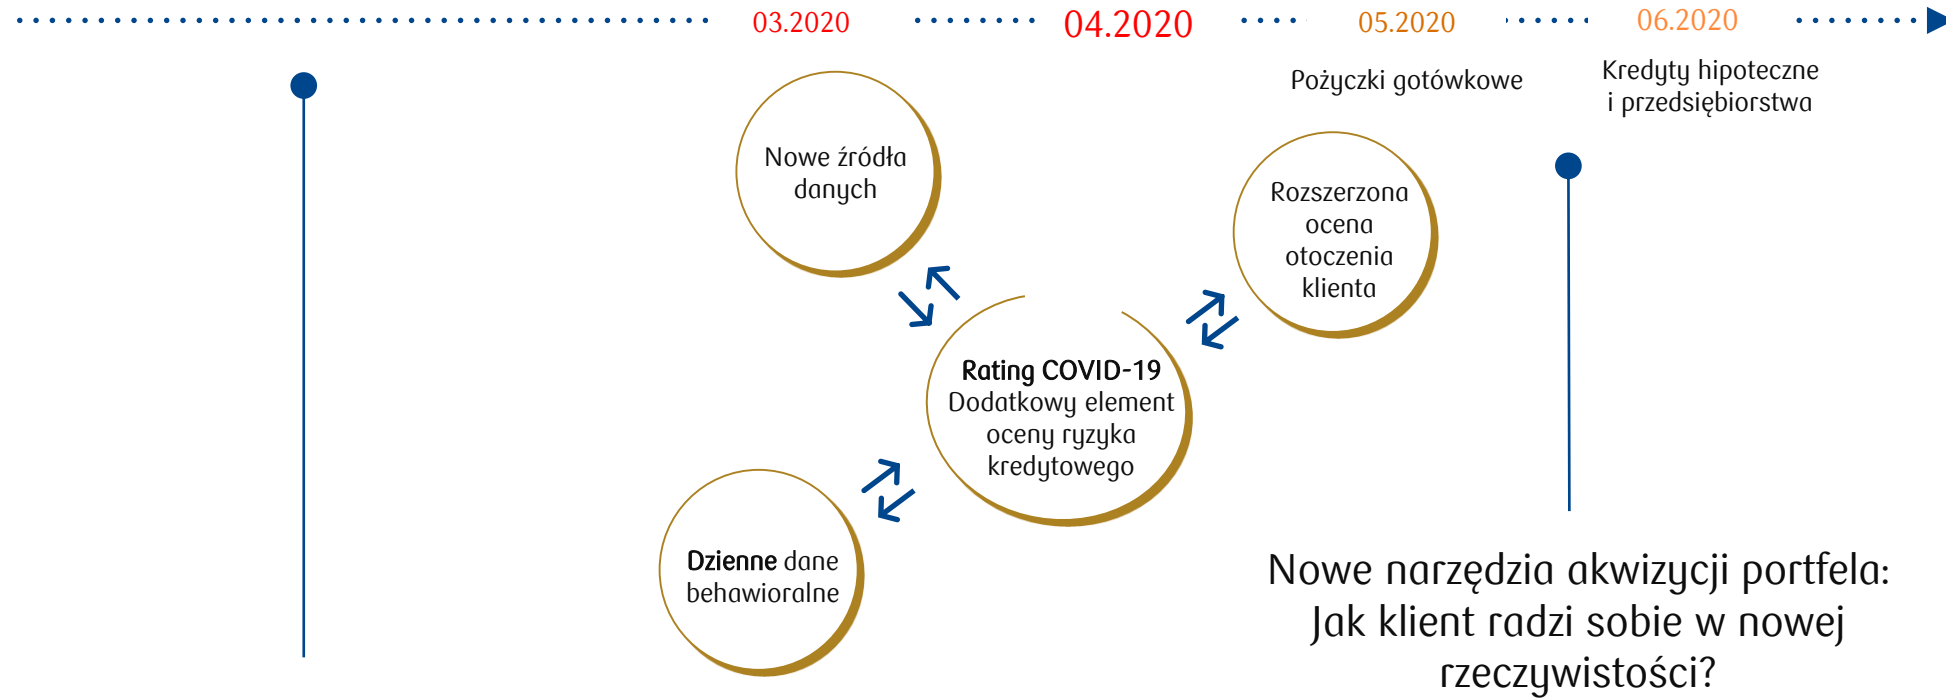 03.2020
04.2020
05.2020
06.2020
Pożyczki gotówkowe
Kredyty hipoteczne
i przedsiębiorstwa
Nowe źródła
danych
Rozszerzona
ocena
otoczenia
klienta
Rating COVID-19
Dodatkowy element
oceny ryzyka
kredytowego
Dzienne dane
behawioralne
Nowe narzędzia akwizycji portfela:
Jak klient radzi sobie w nowej
rzeczywistości?